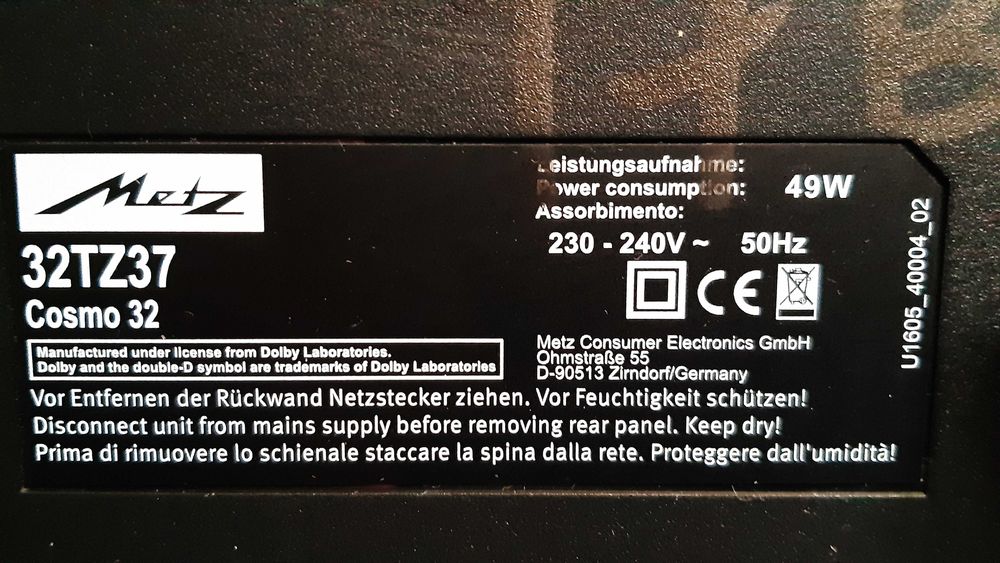 Metz
32TZ37
Cosmo 32
Manufactured under license from Dolby Laboratories.
Dolby and the double-D symbol are trademarks of Dolby Laboratories
Leistungsaufnahme:
Power consumption: 49W
Assorbimento:
230 - 240V ~ 50Hz
CE
Metz Consumer Electronics GmbH
Ohmstraße 55
D-90513 Zirndorf/Germany
U1605_40004_02
Vor Entfernen der Rückwand Netzstecker ziehen. Vor Feuchtigkeit schützen!
Disconnect unit from mains supply before removing rear panel. Keep dry!
Prima di rimuovere lo schienale staccare la spina dalla rete. Proteggere dall'umidità!